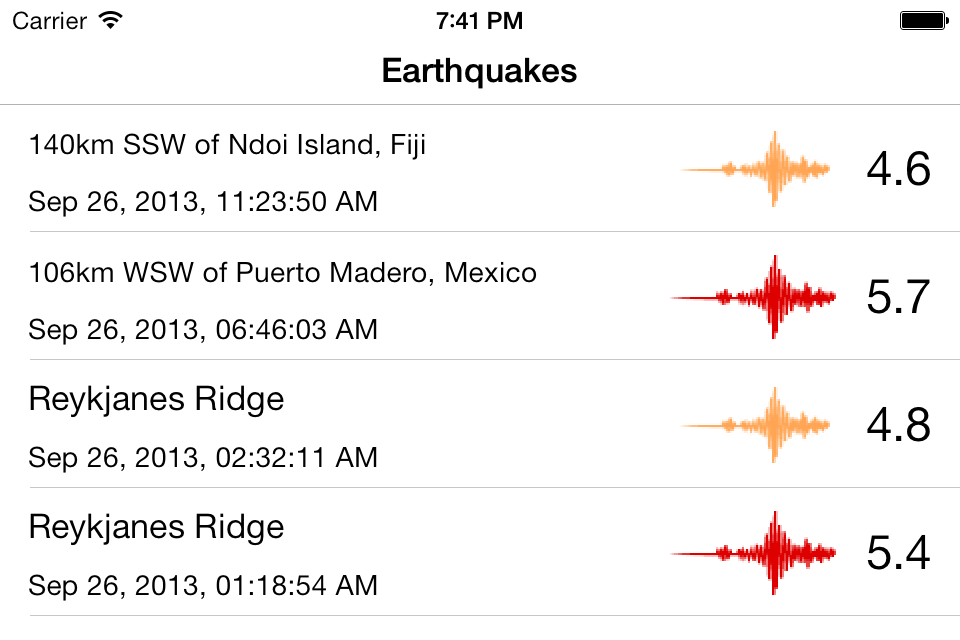 Carrier 7:41 PM
Earthquakes
140km SSW of Ndoi Island, Fiji
4.6
Sep 26, 2013, 11:23:50 AM
106km WSW of Puerto Madero, Mexico
5.7
Sep 26, 2013, 06:46:03 AM
Reykjanes Ridge
4.8
Sep 26, 2013, 02:32:11 AM
Reykjanes Ridge
5.4
Sep 26, 2013, 01:18:54 AM